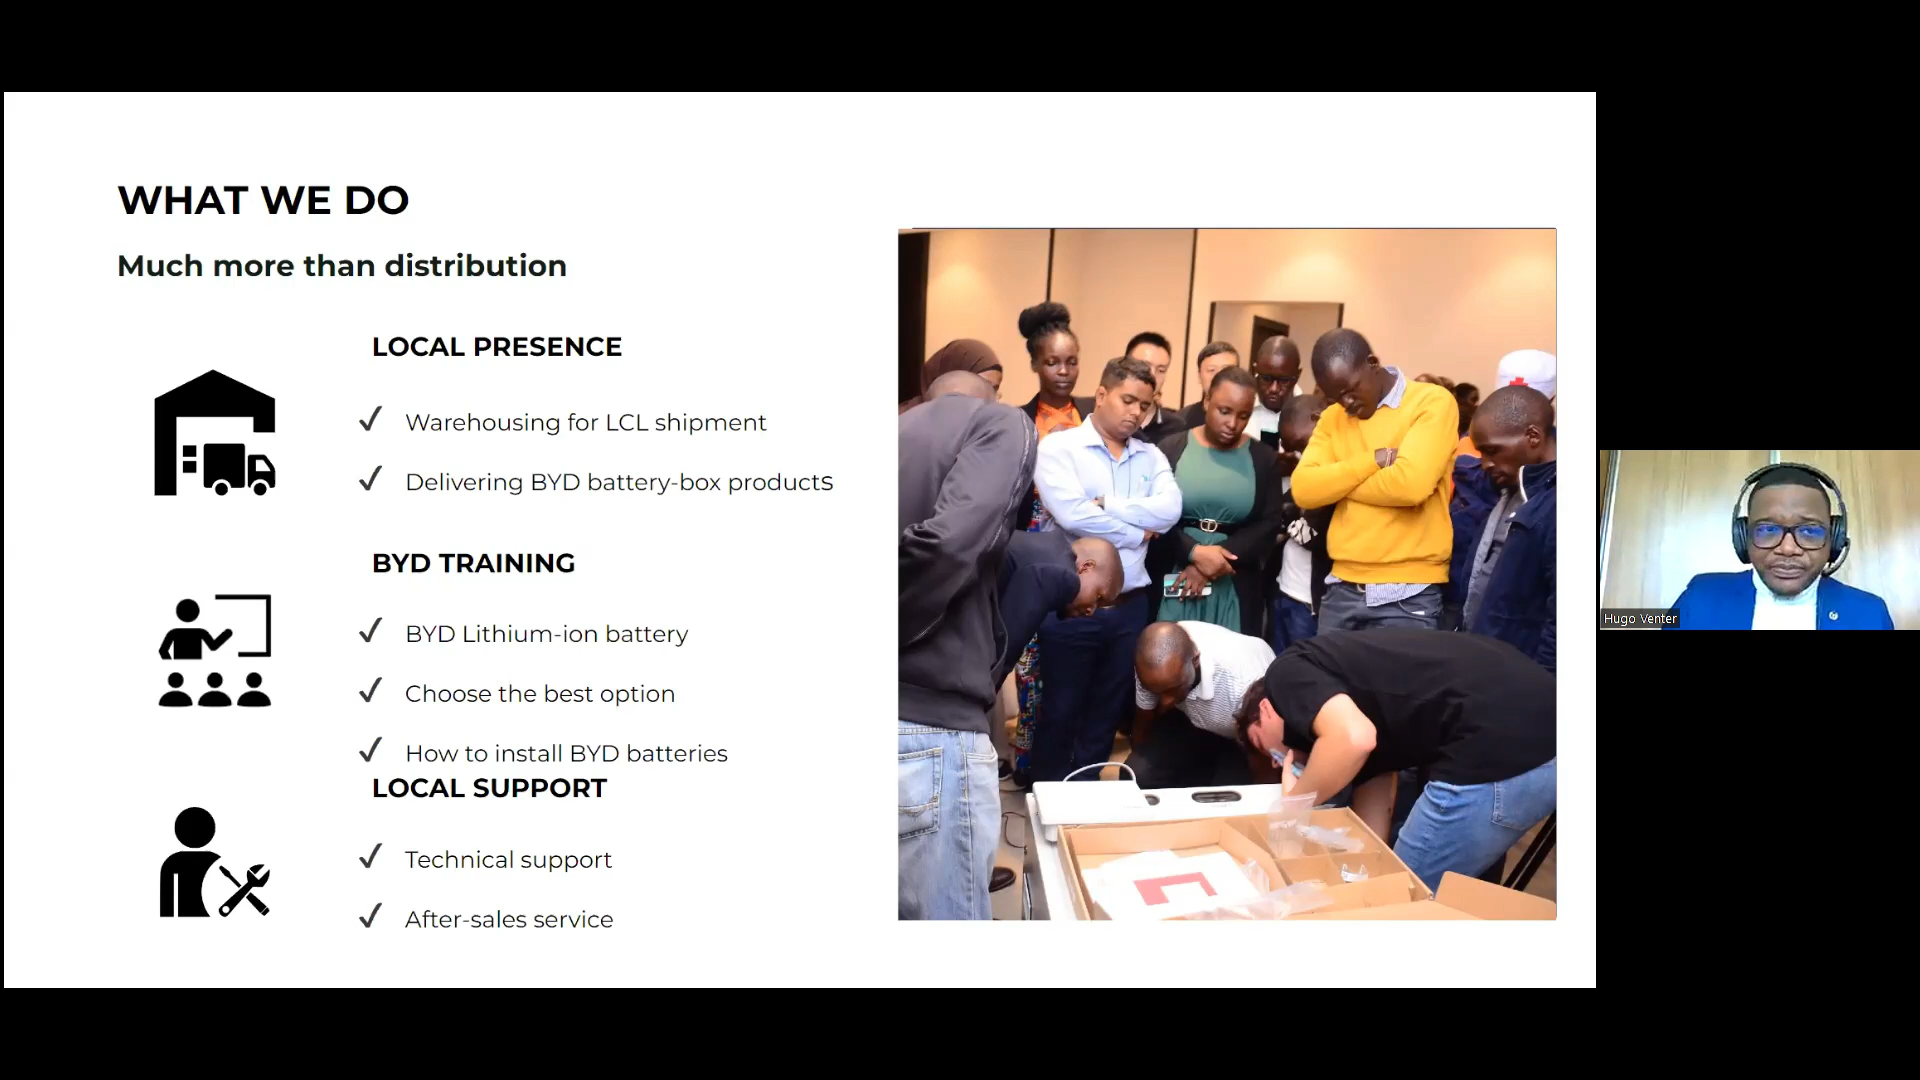 WHAT WE DO
Much more than distribution
LOCAL PRESENCE
✓ Warehousing for LCL shipment
✓ Delivering BYD battery-box products
BYD TRAINING
✓ BYD Lithium-ion battery
✓ Choose the best option
✓ How to install BYD batteries
LOCAL SUPPORT
✓ Technical support
✓ After-sales service
Hugo Venter